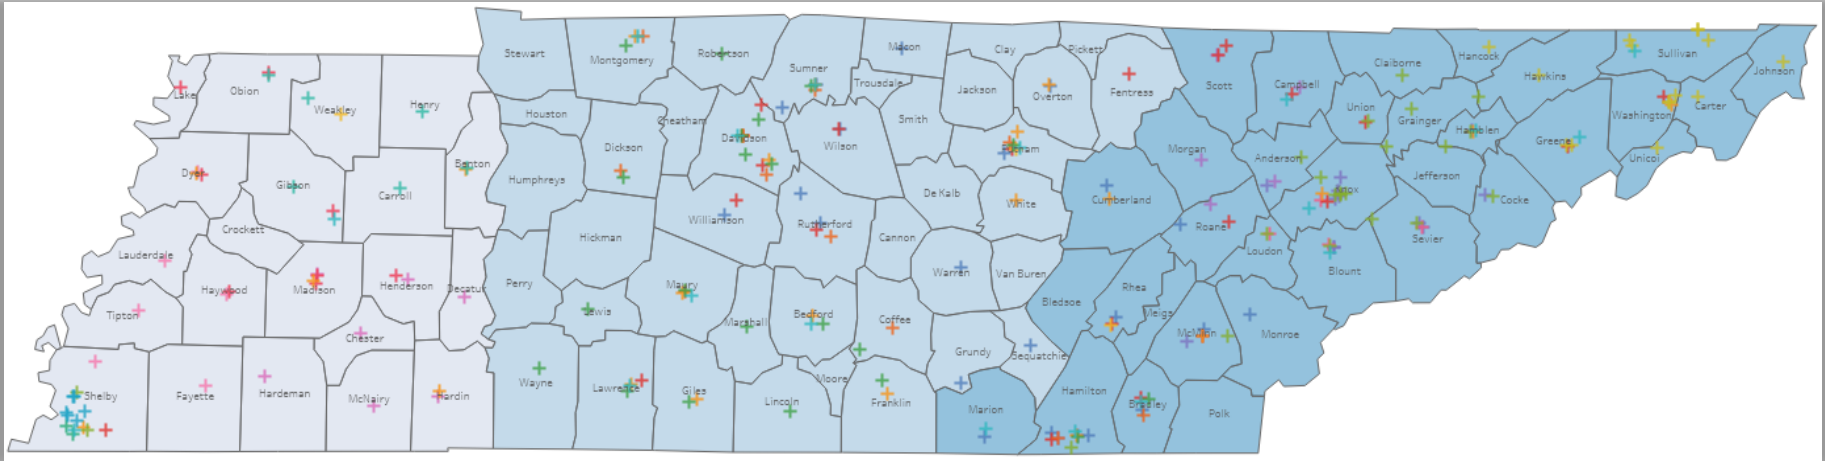 Stewart
Montgomery
Robertson
Sumner
Macon
Trousdale
Clay
Pickett
Jackson
Overton
Fentress
Scott
Campbell
Claiborne
Hancock
Hawkins
Sullivan
Johnson
Lake
Obion
Weakley
Henry
Houston
Cheatham
Davidson
Wilson
Smith
Putnam
Morgan
Anderson
Union
Grainger
Hamblen
Greene
Washington
Carter
Unicoi
Dyer
Gibson
Carroll
Benton
Humphreys
Dickson
Williamson
Rutherford
De Kalb
White
Cumberland
Roane
Knox
Jefferson
Cocke
Sevier
Crockett
Lauderdale
Haywood
Madison
Henderson
Decatur
Perry
Hickman
Maury
Cannon
Warren
Van Buren
Bledsoe
Rhea
Meigs
Loudon
Blount
Monroe
McMinn
Tipton
Chester
Lewis
Marshall
Bedford
Coffee
Grundy
Sequatchie
Shelby
Fayette
Hardeman
McNairy
Hardin
Wayne
Lawrence
Giles
Lincoln
Moore
Franklin
Marion
Hamilton
Bradley
Polk